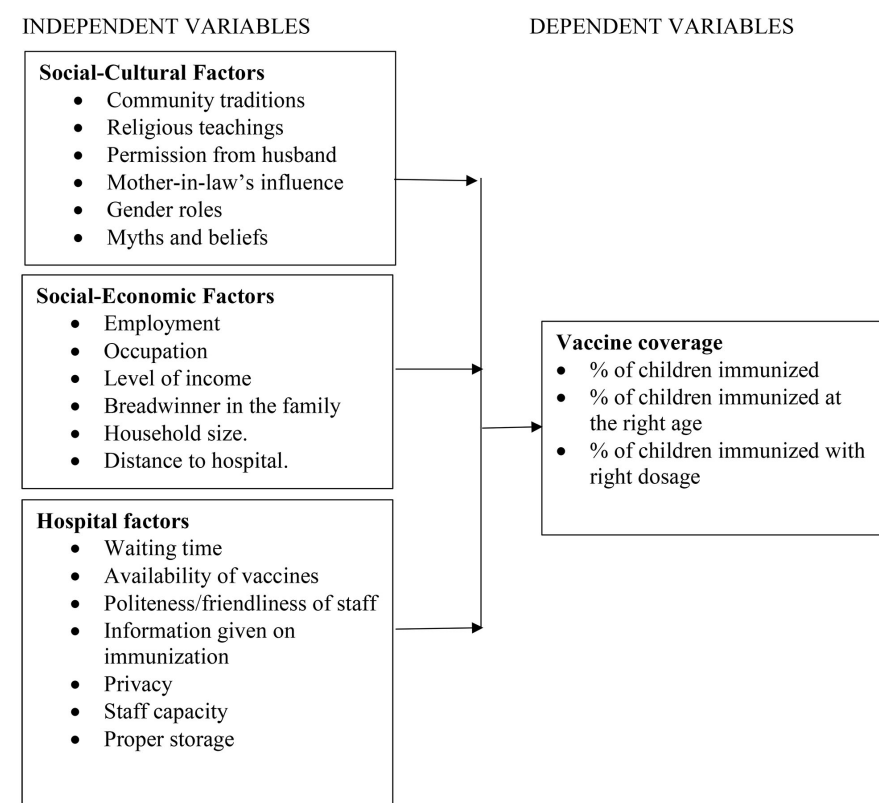 INDEPENDENT VARIABLES
DEPENDENT VARIABLES
Social-Cultural Factors
• Community traditions
• Religious teachings
• Permission from husband
• Mother-in-law’s influence
• Gender roles
• Myths and beliefs
Social-Economic Factors
• Employment
• Occupation
• Level of income
• Breadwinner in the family
• Household size.
• Distance to hospital.
Hospital factors
• Waiting time
• Availability of vaccines
• Politeness/friendliness of staff
• Information given on
immunization
• Privacy
• Staff capacity
• Proper storage
Vaccine coverage
• % of children immunized
• % of children immunized at
the right age
• % of children immunized with
right dosage